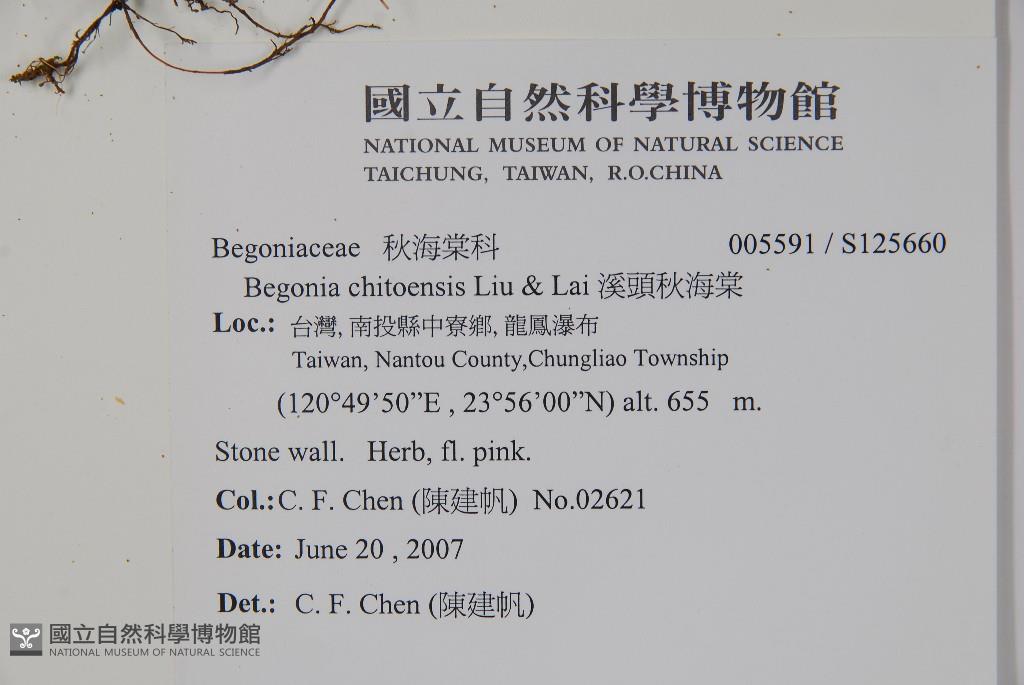 國立自然科學博物館
NATIONAL MUSEUM OF NATURAL SCIENCE
TAICHUNG, TAIWAN, R.O.CHINA
Begoniaceae 秋海棠科 005591 / S125660
Begonia chitoensis Liu & Lai 溪頭秋海棠
Loc.: 台灣, 南投縣中寮鄉, 龍鳳瀑布
Taiwan, Nantou County,Chungliao Township
(120°49’50”E , 23°56’00”N) alt. 655 m.
Stone wall. Herb, fl. pink.
Col.:C. F. Chen (陳建帆) No.02621
Date: June 20 , 2007
Det.: C. F. Chen (陳建帆)
國立自然科學博物館
NATIONAL MUSEUM OF NATURAL SCIENCE